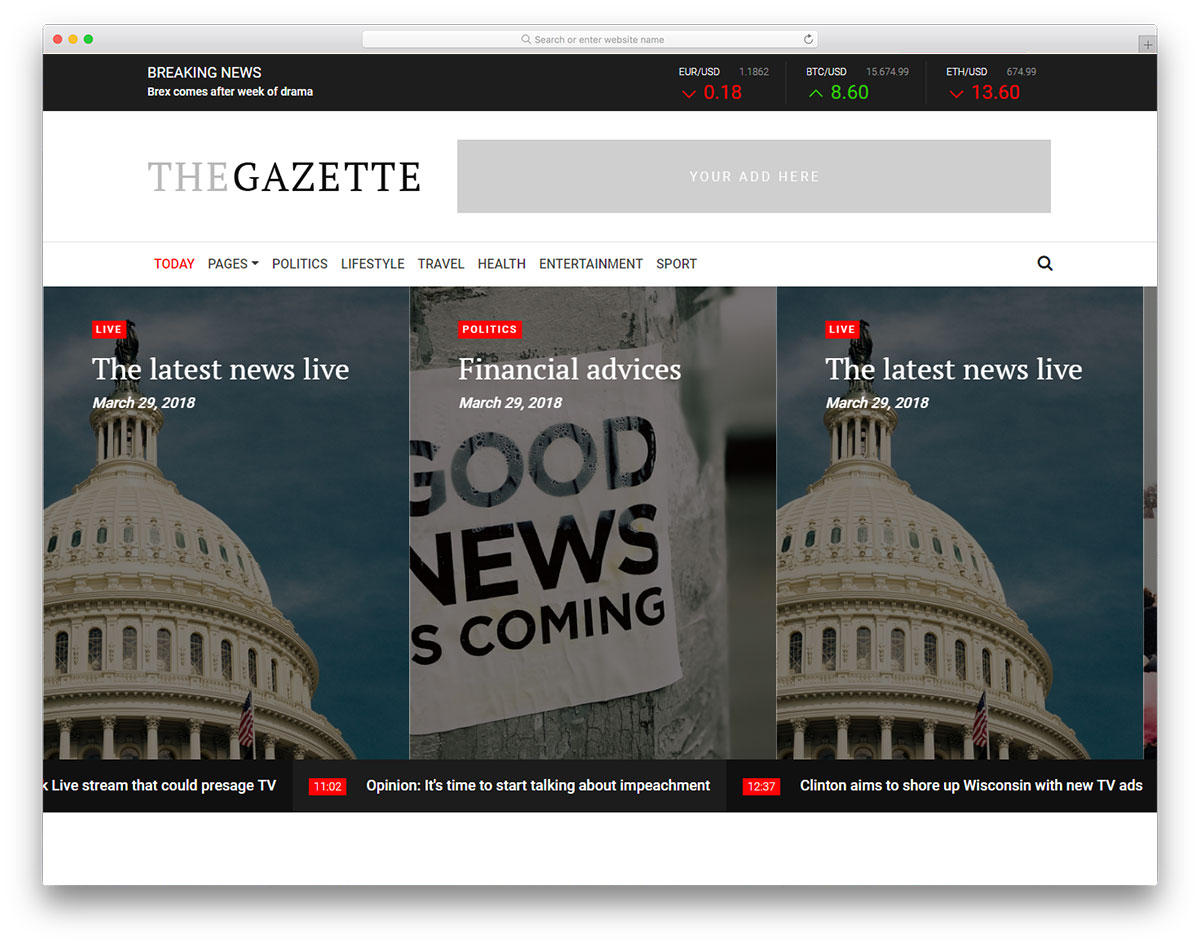 Search or enter website name
BREAKING NEWS
Brex comes after week of drama
EUR/USD 1.1862
0.18
BTC/USD 15.674.99
8.60
ETH/USD 674.99
13.60
THEGAZETTE
YOUR ADD HERE
TODAY PAGES POLITICS LIFESTYLE TRAVEL HEALTH ENTERTAINMENT SPORT
LIVE
The latest news live
March 29, 2018
POLITICS
Financial advices
March 29, 2018
GOOD
NEWS
S COMING
LIVE
The latest news live
March 29, 2018
k Live stream that could presage TV
11:02 Opinion: It's time to start talking about impeachment
12:37 Clinton aims to shore up Wisconsin with new TV ads